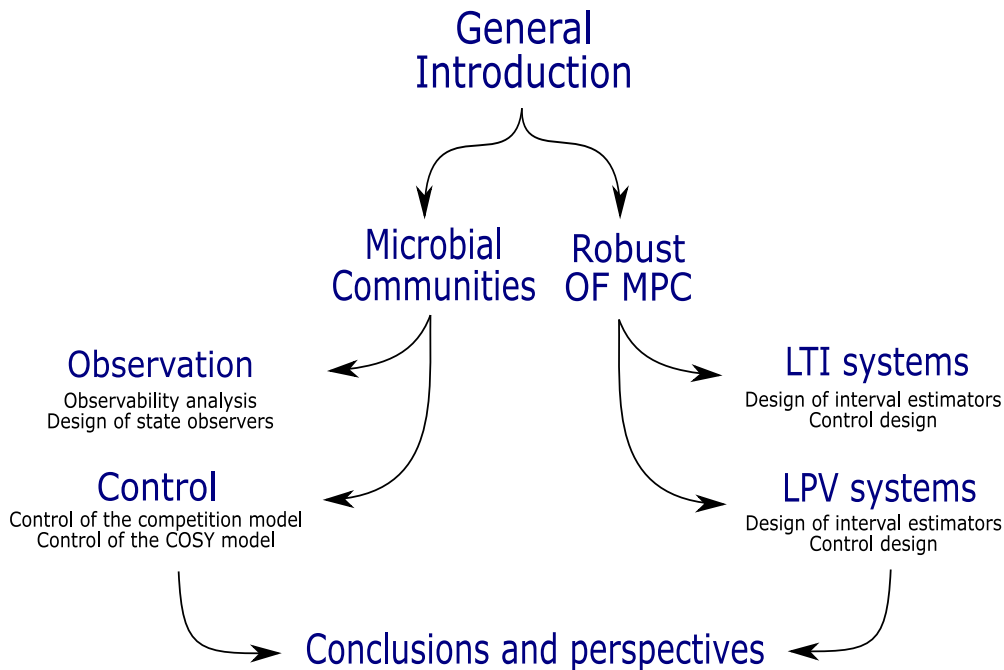 General
Introduction
Microbial
Communities
Robust
OF MPC
Observation
Observability analysis
Design of state observers
LTI systems
Design of interval estimators
Control design
Control
Control of the competition model
Control of the COSY model
LPV systems
Design of interval estimators
Control design
Conclusions and perspectives